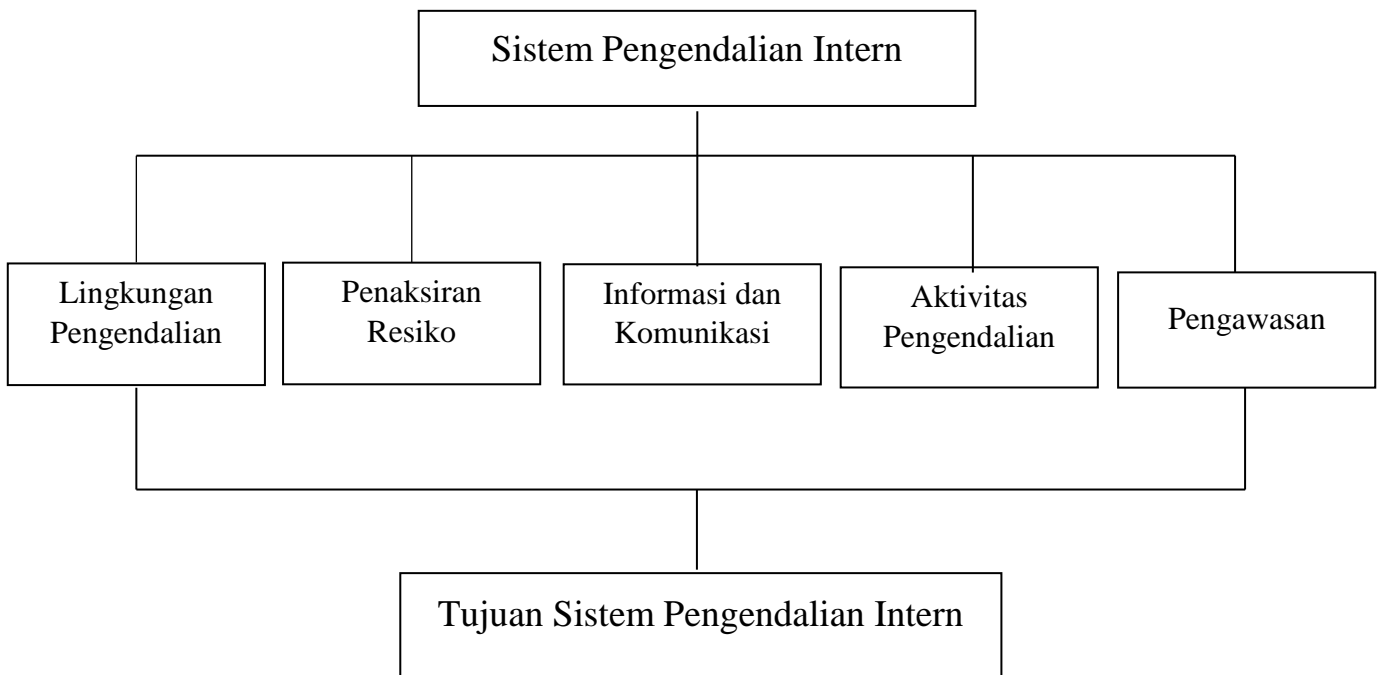 Sistem Pengendalian Intern
Lingkungan
Pengendalian
Penaksiran
Resiko
Informasi dan
Komunikasi
Aktivitas
Pengendalian
Pengawasan
Tujuan Sistem Pengendalian Intern